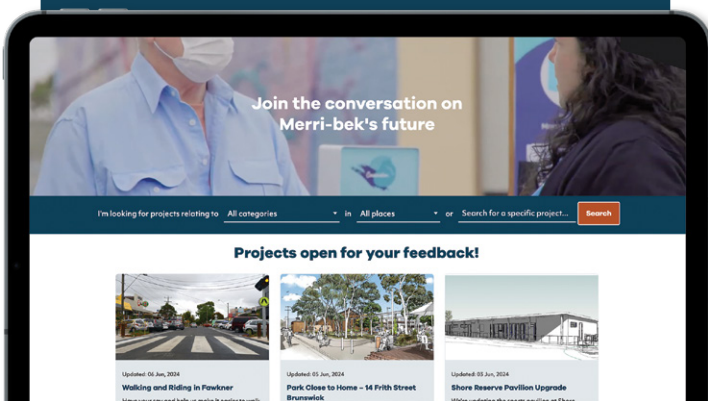 Join the conversation on
Merri-bek's future
I'm looking for projects relating to All categories in All places or Search for a specific project... Search
Projects open for your feedback!
Updated: 06 Jun, 2024
Walking and Riding in Fawkner
Updated: 05 Jun, 2024
Park Close to Home – 14 Frith Street
Brunswick
Updated: 05 Jun, 2024
Shore Reserve Pavilion Upgrade